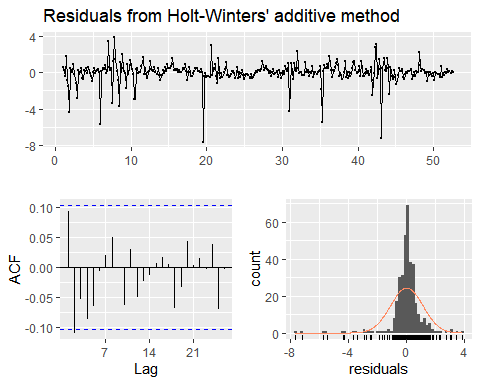 Residuals from Holt-Winters' additive method
4
0
-4
-8
0 10 20 30 40 50
ACF
0.10
0.05
0.00
-0.05
-0.10
7 14 21
Lag
count
60
40
20
0
-8 -4 0 4
residuals